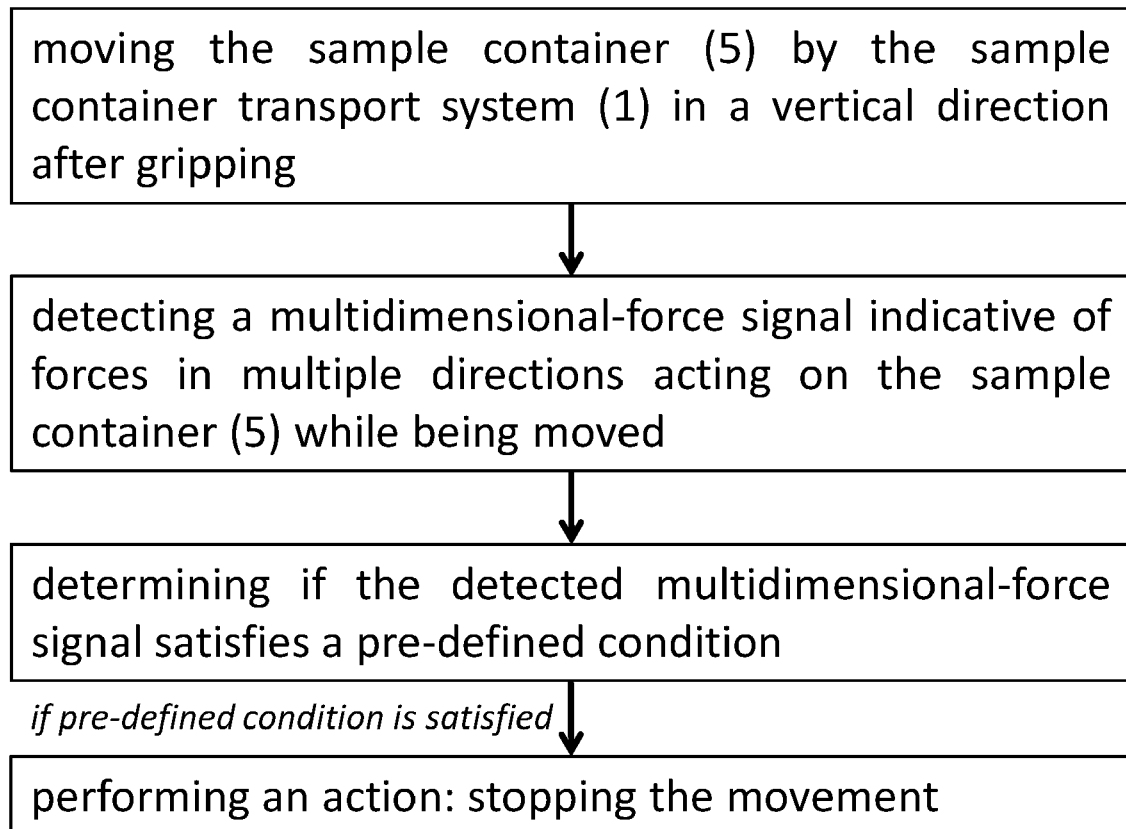 moving the sample container (5) by the sample
container transport system (1) in a vertical direction
after gripping
detecting a multidimensional-force signal indicative of
forces in multiple directions acting on the sample
container (5) while being moved
determining if the detected multidimensional-force
signal satisfies a pre-defined condition
if pre-defined condition is satisfied
performing an action: stopping the movement